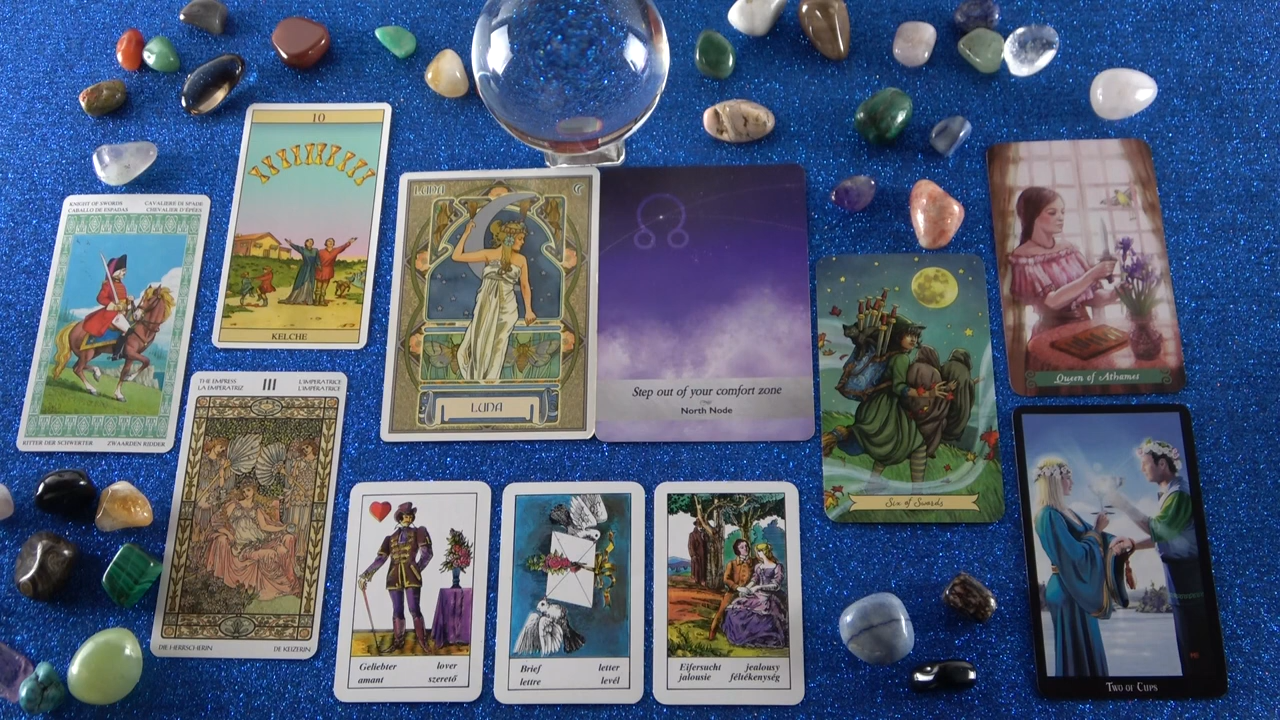 KNIGHT OF SWORDS CAVALIERE DI SPADE
CABALLO DE ESPADAS CHEVALIER D'EPÉES
RITTER DER SCHWERTER ZWAARDEN RIDDER
10
KELCHE
THE EMPRESS III L'IMPERATRICE
LA EMPERATRIZ L'IMPÉRATRICE
DIE HERRSCHERIN DE KEIZERIN
LUNA
LUNA
Step out of your comfort zone
North Node
Six of Swords
Queen of Athames
Two of Cups
Geliebter lover
amant szerető
Brief letter
lettre levél
Eifersucht jealousy
jalousie féltékenység